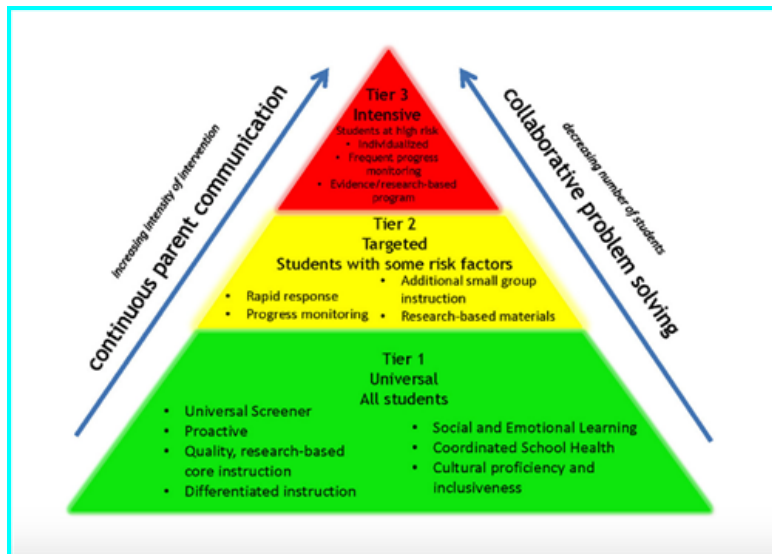 continuous parent communication
increasing intensity of intervention
collaborative problem solving
decreasing number of students
Tier 3
Intensive
Students at high risk
• Individualized
• Frequent progress
monitoring
• Evidence/research-based
program
Tier 2
Targeted
Students with some risk factors
• Rapid response
• Progress monitoring
• Additional small group
instruction
• Research-based materials
Tier 1
Universal
All students
• Universal Screener
• Proactive
• Quality, research-based
core instruction
• Differentiated instruction
• Social and Emotional Learning
• Coordinated School Health
• Cultural proficiency and
inclusiveness